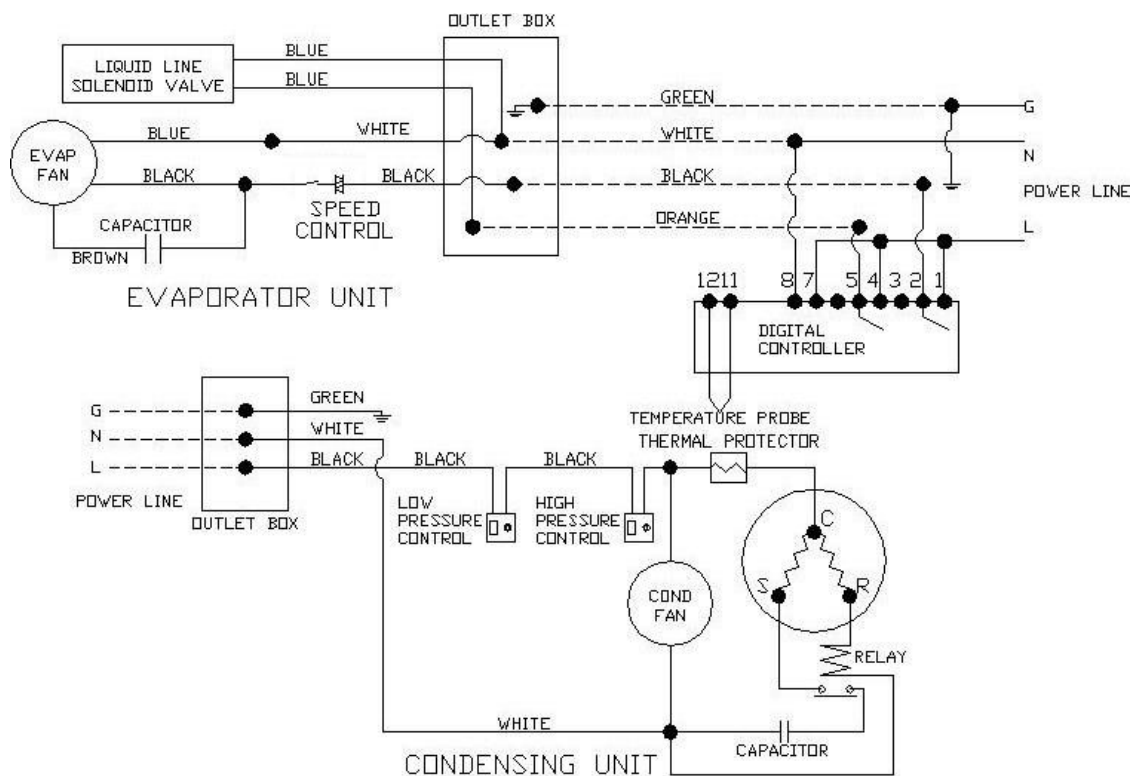 OUTLET BOX
BLUE
LIQUID LINE
SOLENOID VALVE
BLUE
GREEN
G
BLUE
WHITE
WHITE
N
EVAP
FAN
BLACK
BLACK
BLACK
POWER LINE
SPEED
CONTROL
CAPACITOR
ORANGE
L
BROWN
EVAPORATOR UNIT
1211 8 7 5 4 3 2 1
DIGITAL
CONTROLLER
G
GREEN
TEMPERATURE PROBE
N
WHITE
THERMAL PROTECTOR
L
BLACK
BLACK
BLACK
POWER LINE
OUTLET BOX
LOW
PRESSURE
CONTROL
HIGH
PRESSURE
CONTROL
C
S
R
COND
FAN
RELAY
WHITE
CAPACITOR
CONDENSING UNIT